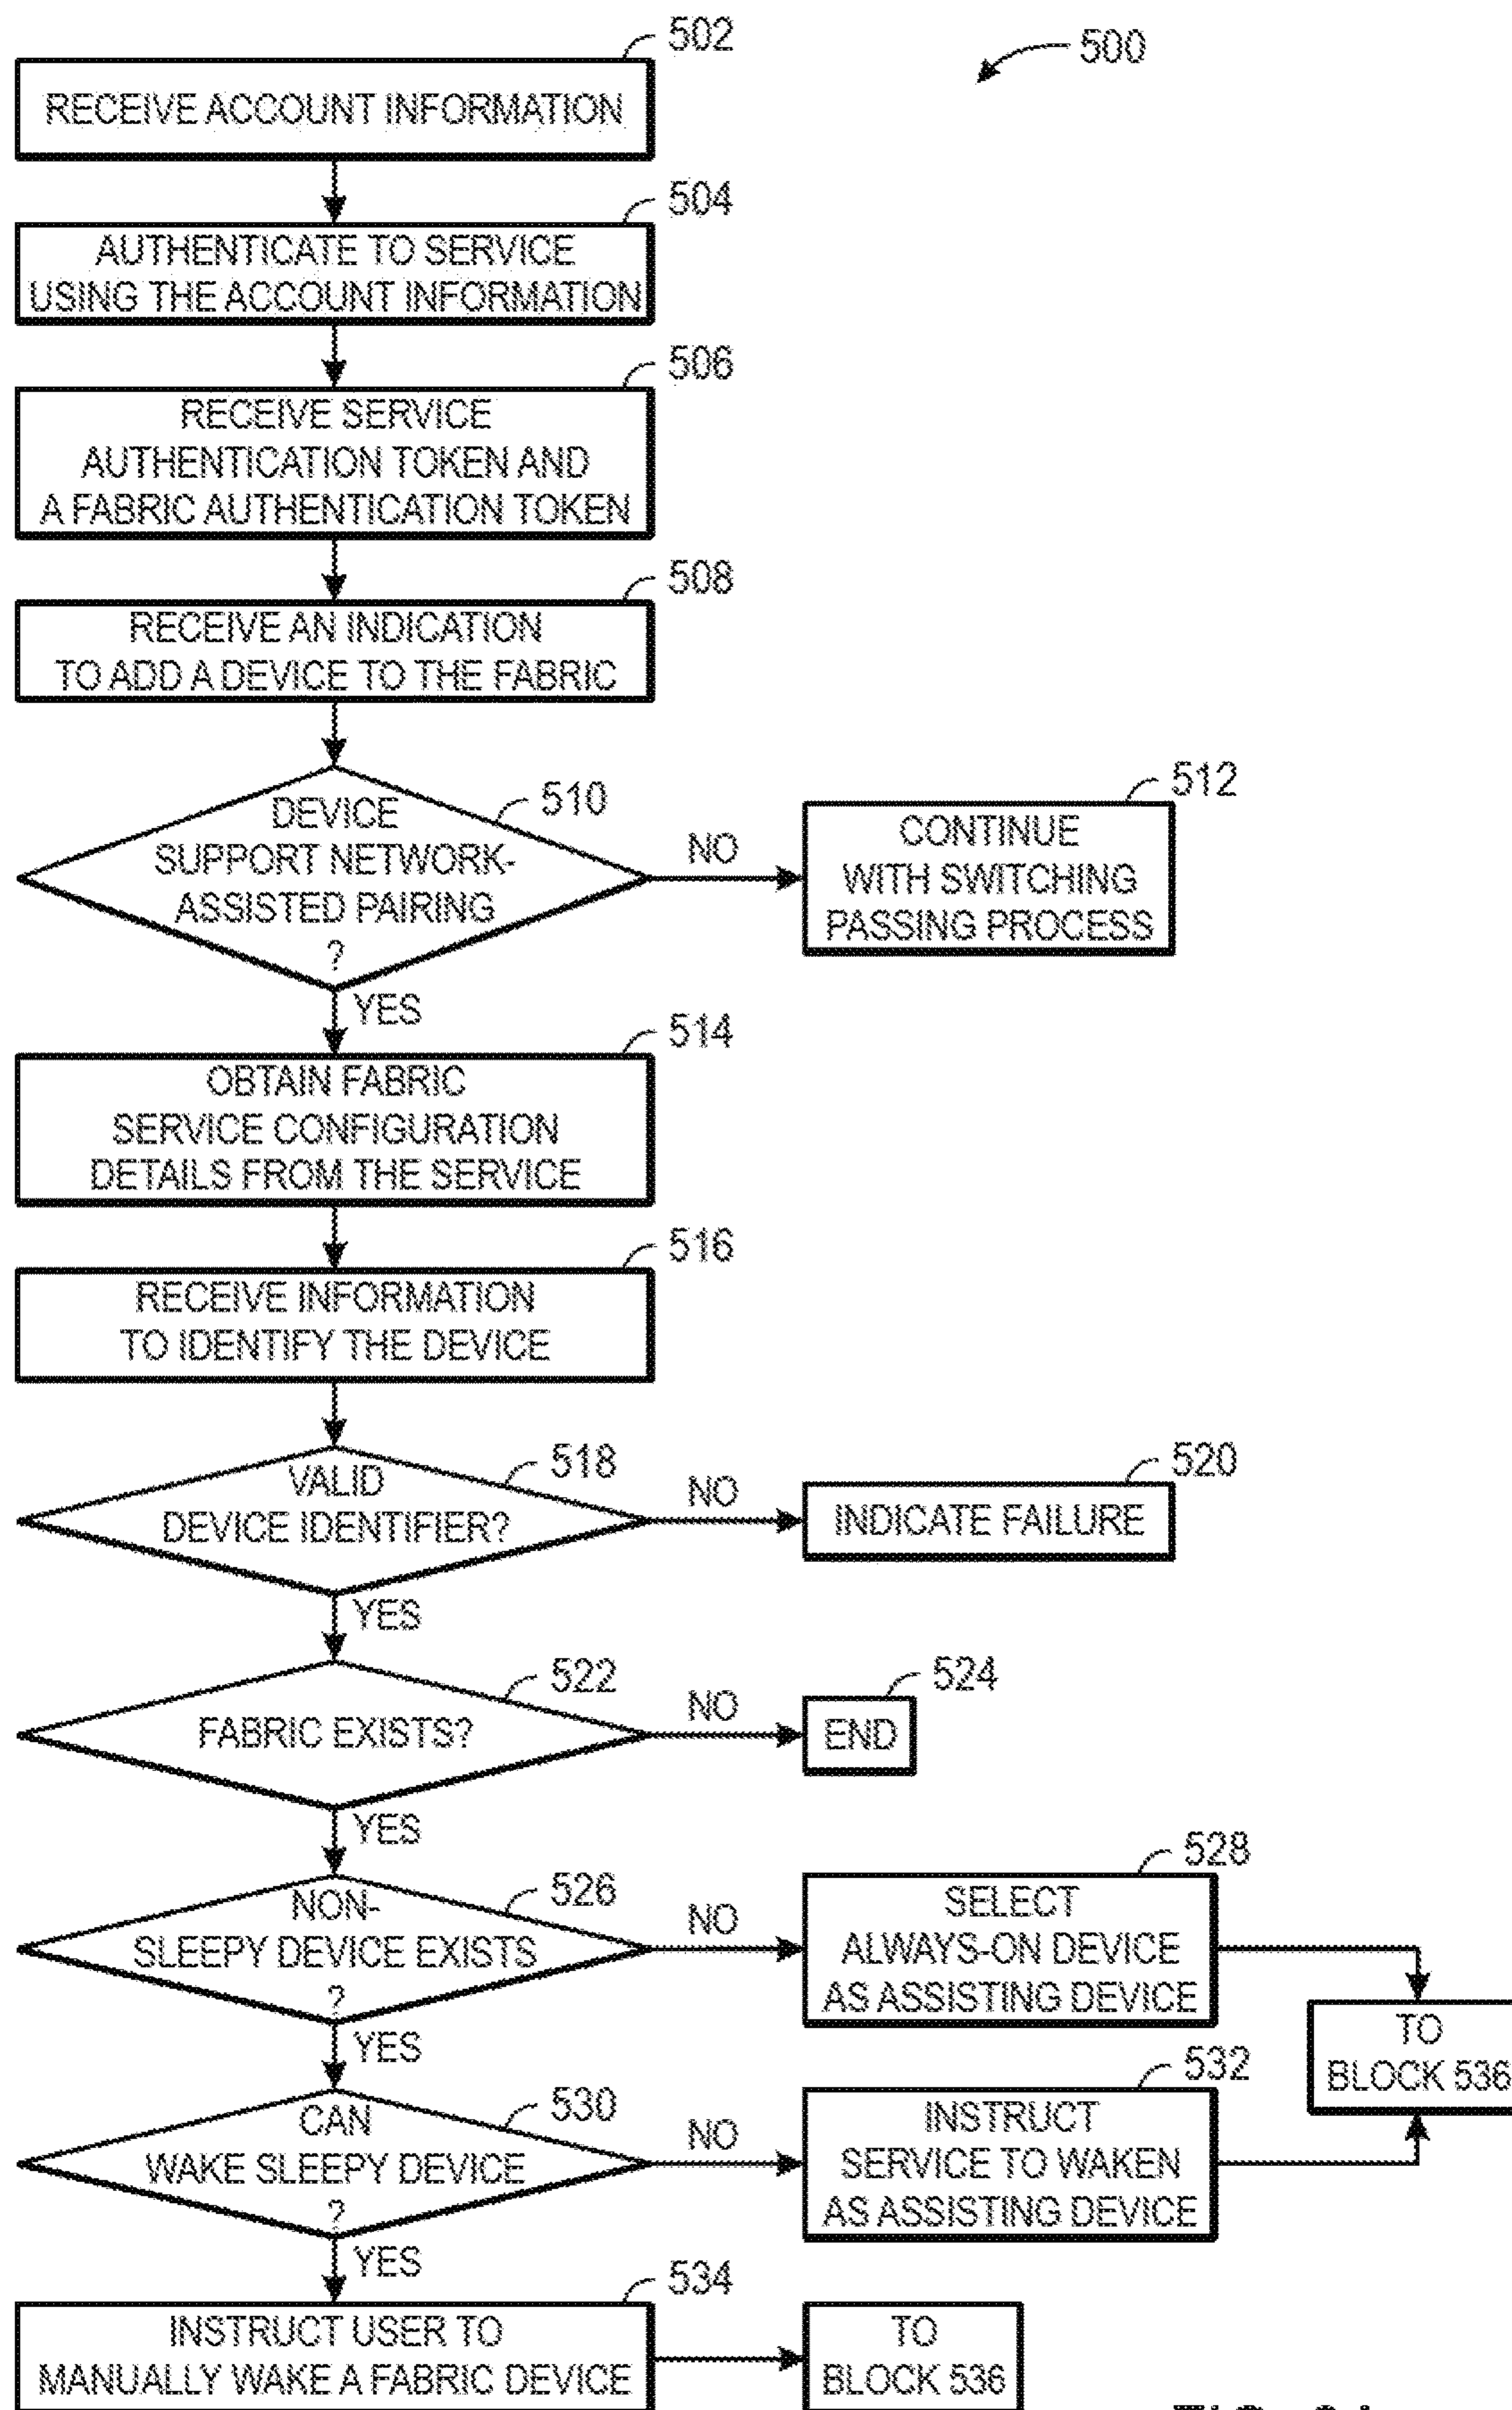 500
502
RECEIVE ACCOUNT INFORMATION
504
AUTHENTICATE TO SERVICE
USING THE ACCOUNT INFORMATION
506
RECEIVE SERVICE
AUTHENTICATION TOKEN AND
A FABRIC AUTHENTICATION TOKEN
508
RECEIVE AN INDICATION
TO ADD A DEVICE TO THE FABRIC
510
DEVICE
SUPPORT NETWORK-
ASSISTED PAIRING
?
NO
512
CONTINUE
WITH SWITCHING
PASSING PROCESS
YES
514
OBTAIN FABRIC
SERVICE CONFIGURATION
DETAILS FROM THE SERVICE
516
RECEIVE INFORMATION
TO IDENTIFY THE DEVICE
518
VALID
DEVICE IDENTIFIER?
NO
520
INDICATE FAILURE
YES
522
FABRIC EXISTS?
NO
524
END
YES
526
NON-
SLEEPY DEVICE EXISTS
?
NO
528
SELECT
ALWAYS-ON DEVICE
AS ASSISTING DEVICE
TO
BLOCK 536
YES
530
CAN
WAKE SLEEPY DEVICE
?
NO
532
INSTRUCT
SERVICE TO WAKEN
AS ASSISTING DEVICE
YES
534
INSTRUCT USER TO
MANUALLY WAKE A FABRIC DEVICE
TO
BLOCK 536